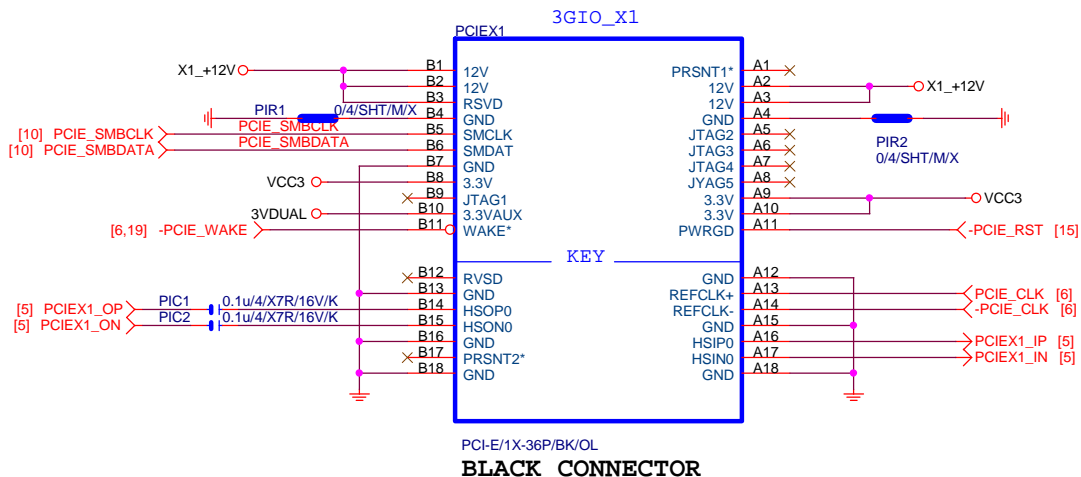 3GIO_X1
PCIEX1
X1_+12V B1 12V PRSNT1* A1
B2 12V 12V A2 X1_+12V
B3 RSVD 12V A3
PIR1 0/4/SHT/M/X B4 GND GND A4
[10] PCIE_SMBCLK PCIE_SMBCLK B5 SMCLK JTAG2 A5
[10] PCIE_SMBDATA PCIE_SMBDATA B6 SMDAT JTAG3 A6 PIR2
B7 GND JTAG4 A7 0/4/SHT/M/X
VCC3 B8 3.3V JYAG5 A8
B9 JTAG1 3.3V A9 VCC3
3VDUAL B10 3.3VAUX 3.3V A10
[6,19] -PCIE_WAKE B11 WAKE* PWRGD A11 -PCIE_RST [15]
KEY
B12 RVSD GND A12
B13 GND REFCLK+ A13 PCIE_CLK [6]
[5] PCIEX1_OP PIC1 0.1u/4/X7R/16V/K B14 HSOP0 REFCLK- A14 -PCIE_CLK [6]
[5] PCIEX1_ON PIC2 0.1u/4/X7R/16V/K B15 HSON0 GND A15
B16 GND HSIP0 A16 PCIEX1_IP [5]
B17 PRSNT2* HSIN0 A17 PCIEX1_IN [5]
B18 GND GND A18
PCI-E/1X-36P/BK/OL
BLACK CONNECTOR